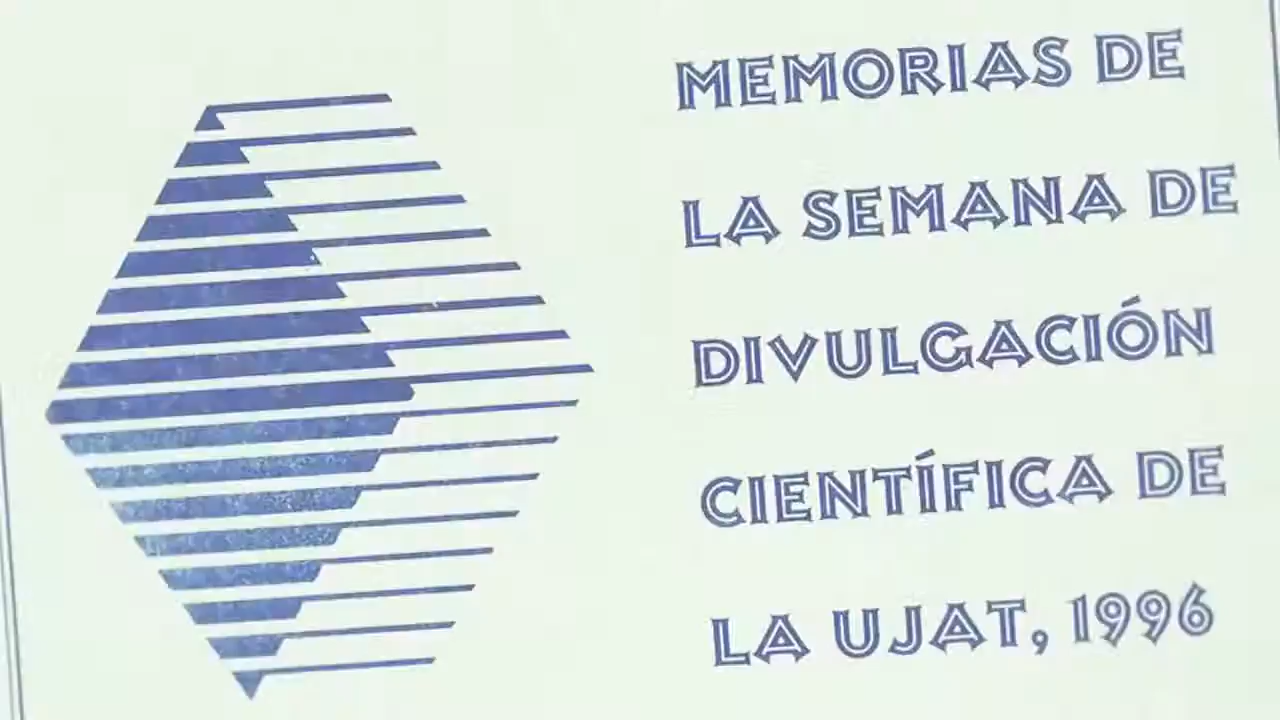 MEMORIAS DE
LA SEMANA DE
DIVULGACIÓN
CIENTÍFICA DE
LA UJAT, 1996